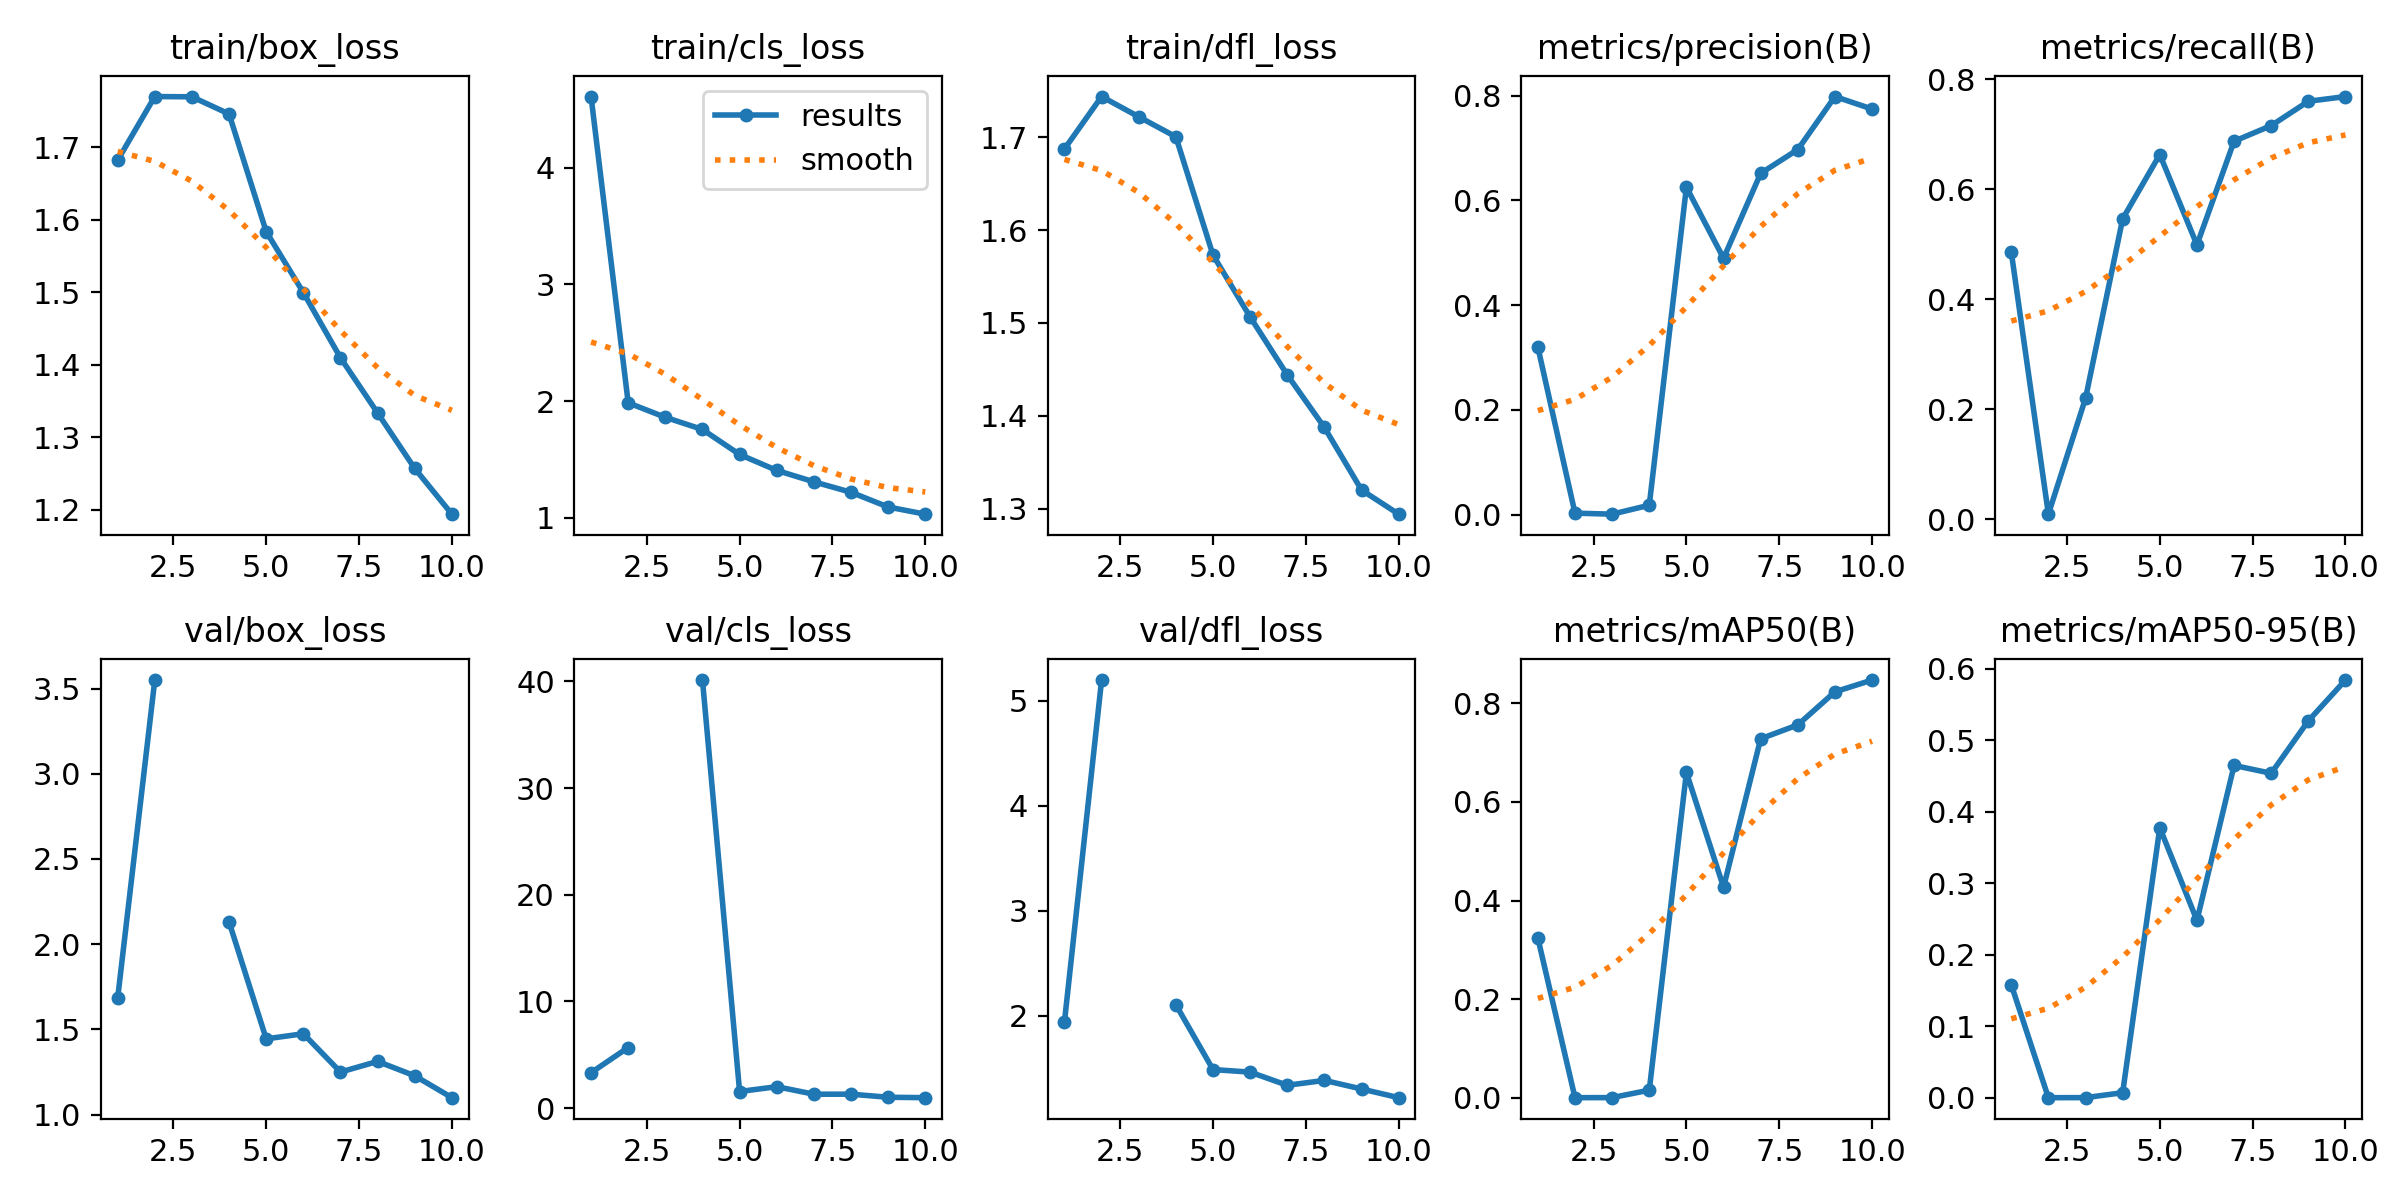 train/box_loss
train/cls_loss
train/dfl_loss
metrics/precision(B)
metrics/recall(B)
1.7
1.6
1.5
1.4
1.3
1.2
2.5 5.0 7.5 10.0
results
smooth
4
3
2
1
2.5 5.0 7.5 10.0
1.7
1.6
1.5
1.4
1.3
2.5 5.0 7.5 10.0
0.8
0.6
0.4
0.2
0.0
2.5 5.0 7.5 10.0
0.8
0.6
0.4
0.2
0.0
2.5 5.0 7.5 10.0
val/box_loss
val/cls_loss
val/dfl_loss
metrics/mAP50(B)
metrics/mAP50-95(B)
3.5
3.0
2.5
2.0
1.5
1.0
2.5 5.0 7.5 10.0
40
30
20
10
0
2.5 5.0 7.5 10.0
5
4
3
2
2.5 5.0 7.5 10.0
0.8
0.6
0.4
0.2
0.0
2.5 5.0 7.5 10.0
0.6
0.5
0.4
0.3
0.2
0.1
0.0
2.5 5.0 7.5 10.0